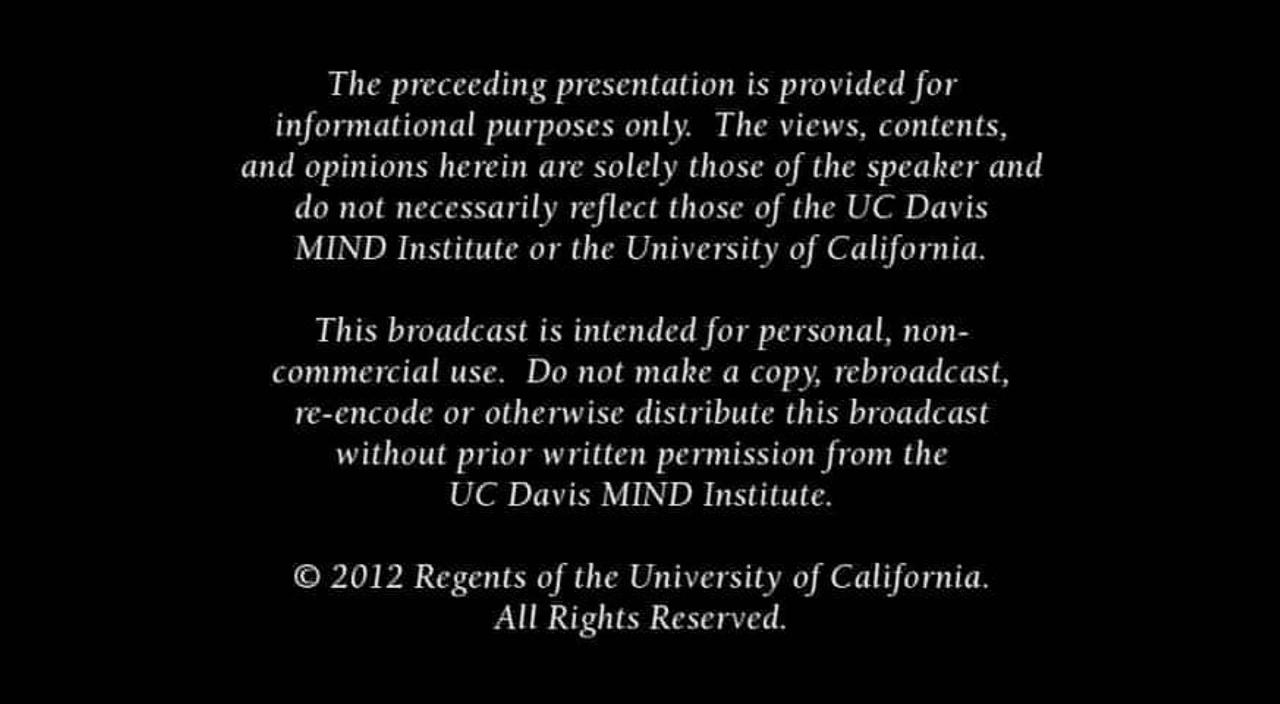 The preceeding presentation is provided for
informational purposes only.  The views, contents,
and opinions herein are solely those of the speaker and
do not necessarily reflect those of the UC Davis
MIND Institute or the University of California.
This broadcast is intended for personal, non-
commercial use.  Do not make a copy, rebroadcast,
re-encode or otherwise distribute this broadcast
without prior written permission from the
UC Davis MIND Institute.
© 2012 Regents of the University of California.
All Rights Reserved.